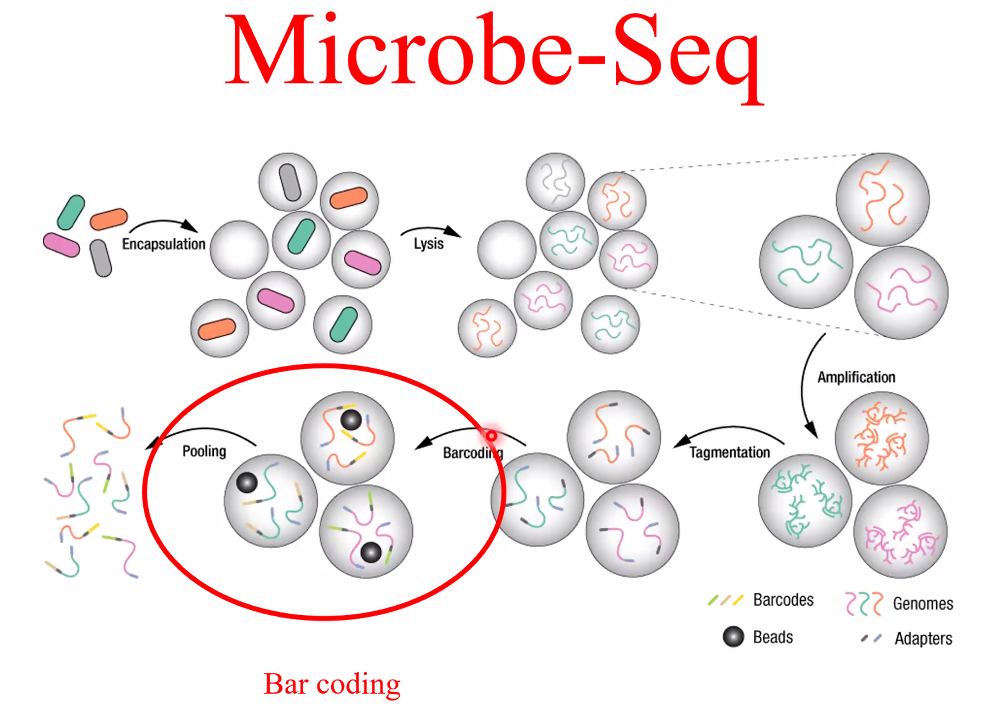 Microbe-Seq
Encapsulation
Lysis
Amplification
Tagmentation
Barcoding
Pooling
Barcodes
Genomes
Beads
Adapters
Bar coding